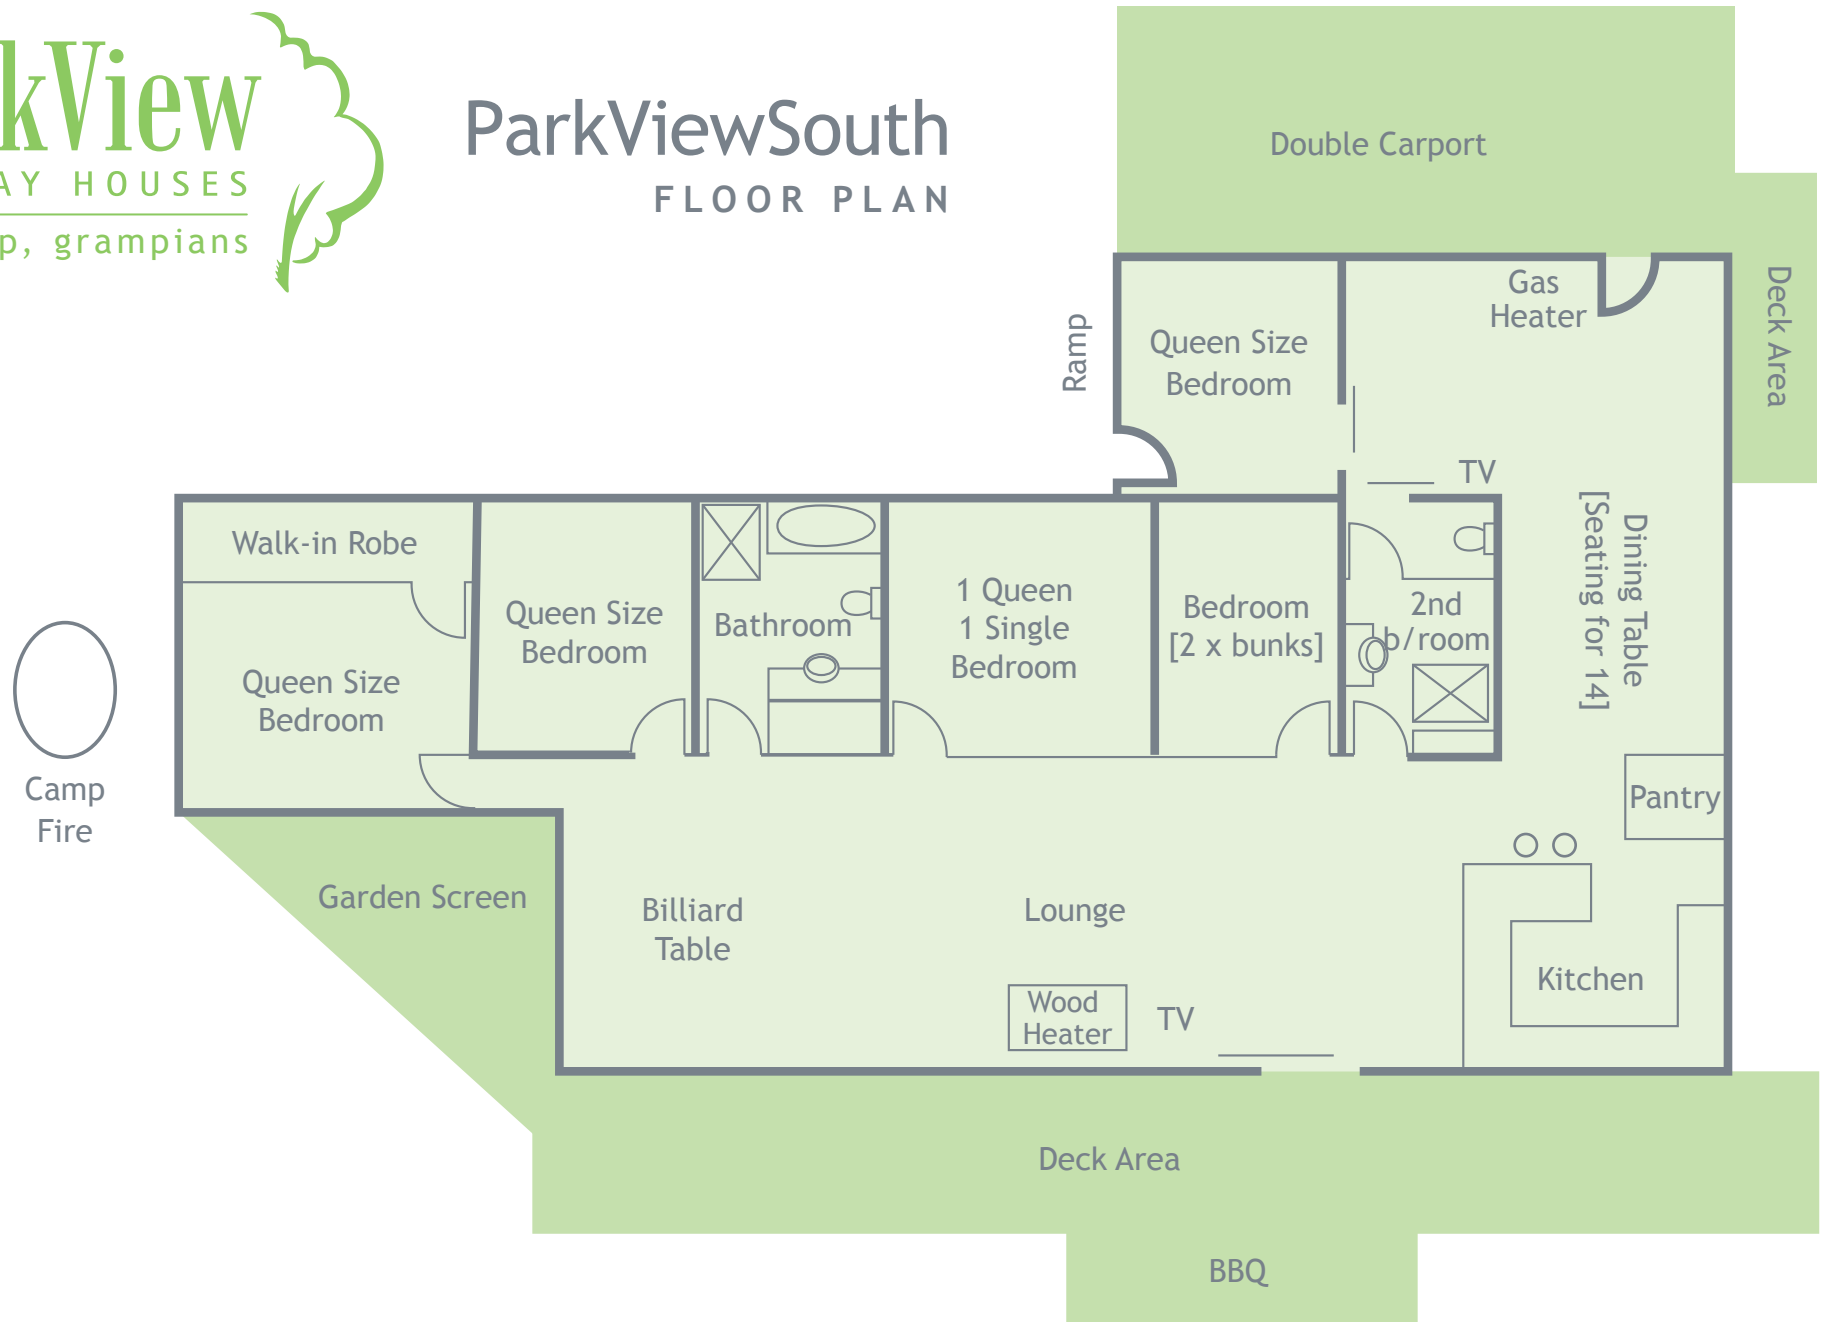 kView
AY HOUSES
p, grampians
ParkViewSouth
FLOOR PLAN
Double Carport
Deck Area
Gas
Heater
Ramp
Queen Size
Bedroom
TV
Dining Table
[Seating for 14]
Walk-in Robe
Queen Size
Bedroom
Queen Size
Bedroom
Bathroom
1 Queen
1 Single
Bedroom
Bedroom
[2 x bunks]
2nd
b/room
Camp
Fire
Pantry
Garden Screen
Billiard
Table
Lounge
Kitchen
Wood
Heater
TV
Deck Area
BBQ